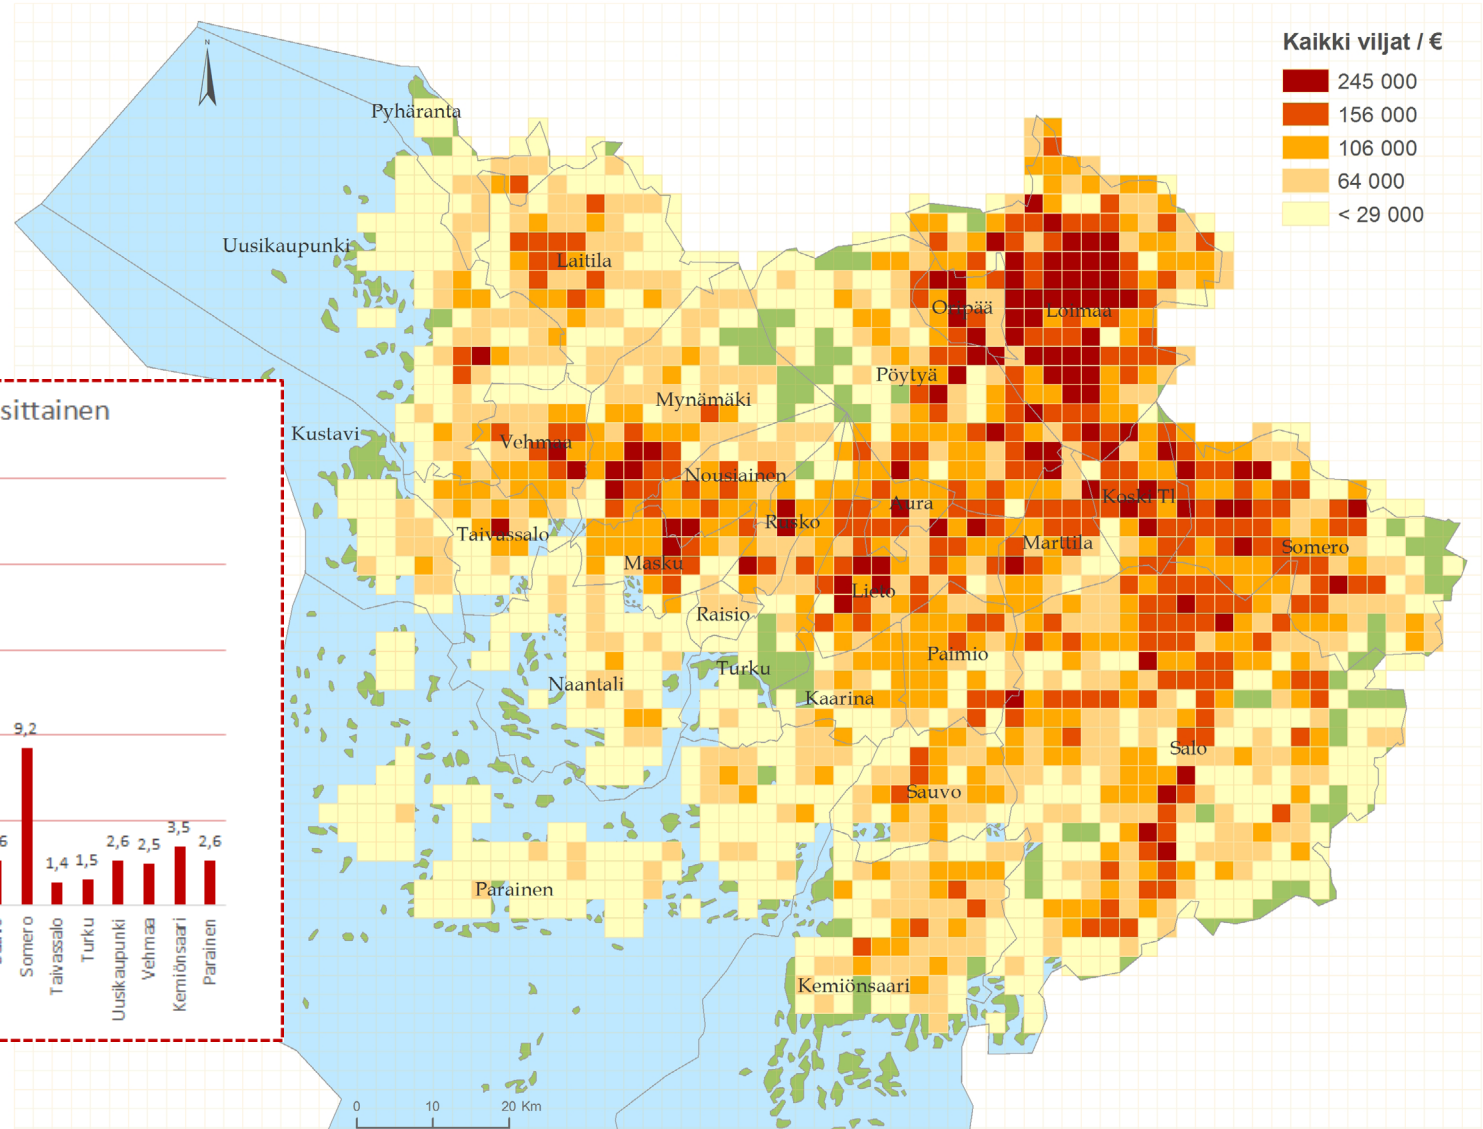 N
Kaikki viljat / €
245 000
156 000
106 000
64 000
< 29 000
Pyhäranta
Uusikaupunki
Laitila
Oripää
Loimaa
Pöytyä
Mynämäki
Kustavi
Vehmaa
Nousiainen
Koski Tl
Aura
Rusko
Taivassalo
Marttila
Somero
Masku
Lieto
Raisio
Paimio
Turku
Naantali
Kaarina
Salo
Sauvo
Parainen
Kemiönsaari
sittainen
6
9,2
1,4
1,5
2,6
2,5
3,5
2,6
Somero
Taivassalo
Turku
Uusikaupunki
Vehmaa
Kemiönsaari
Parainen
0 10 20 Km